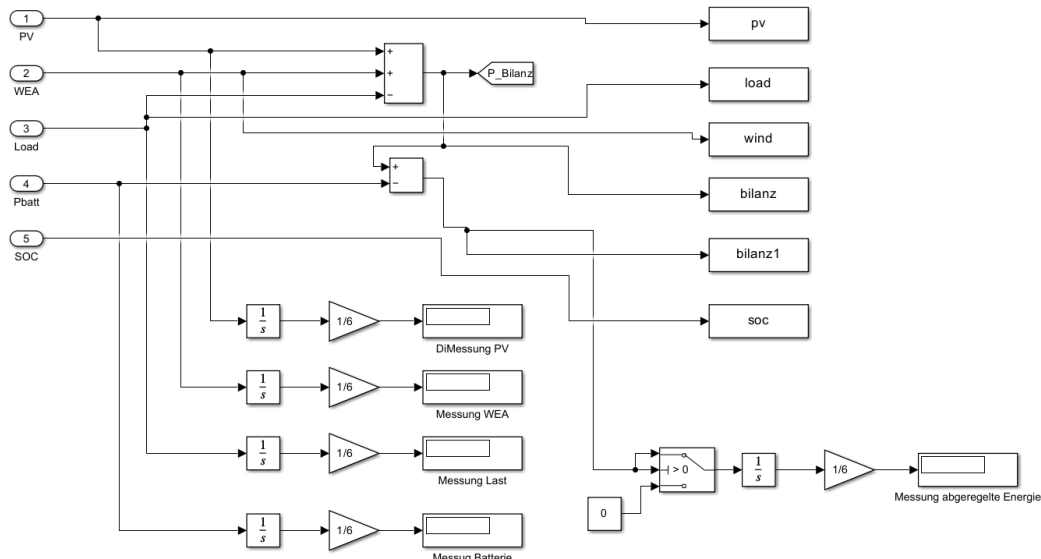 1
PV
pv
+
+
−
2
WEA
P_Bilanz
load
3
Load
wind
+
−
4
Pbatt
bilanz
5
SOC
bilanz1
soc
1
s
1/6
DiMessung PV
1
s
1/6
Messung WEA
1
s
1/6
Messung Last
> 0
1
s
1/6
Messung abgeregelte Energie
0
1
s
1/6
Messug Batterie